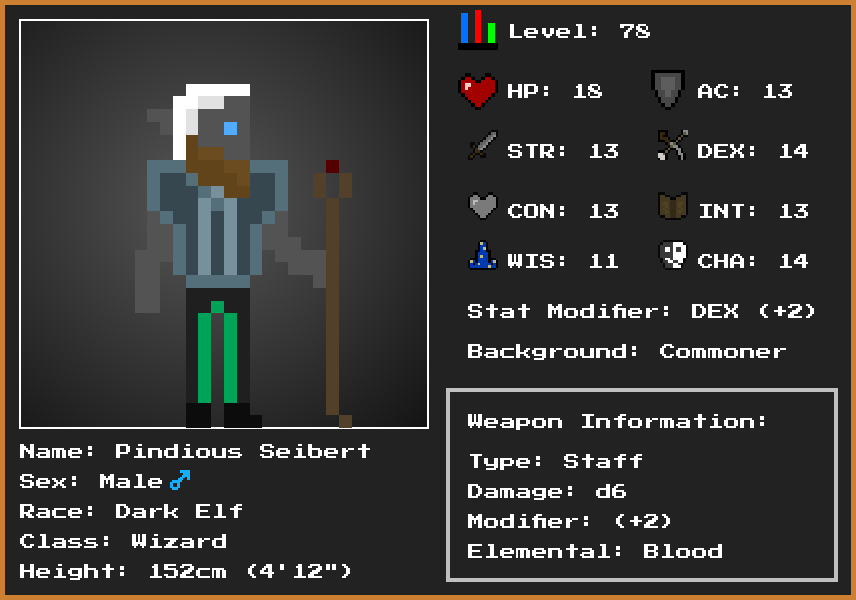 Level: 78
HP: 18 AC: 13
STR: 13 DEX: 14
CON: 13 INT: 13
WIS: 11 CHA: 14
Stat Modifier: DEX (+2)
Background: Commoner
Weapon Information:
Type: Staff
Damage: d6
Modifier: (+2)
Elemental: Blood
Name: Pindious Seibert
Sex: Male ♂
Race: Dark Elf
Class: Wizard
Height: 152cm (4'12")